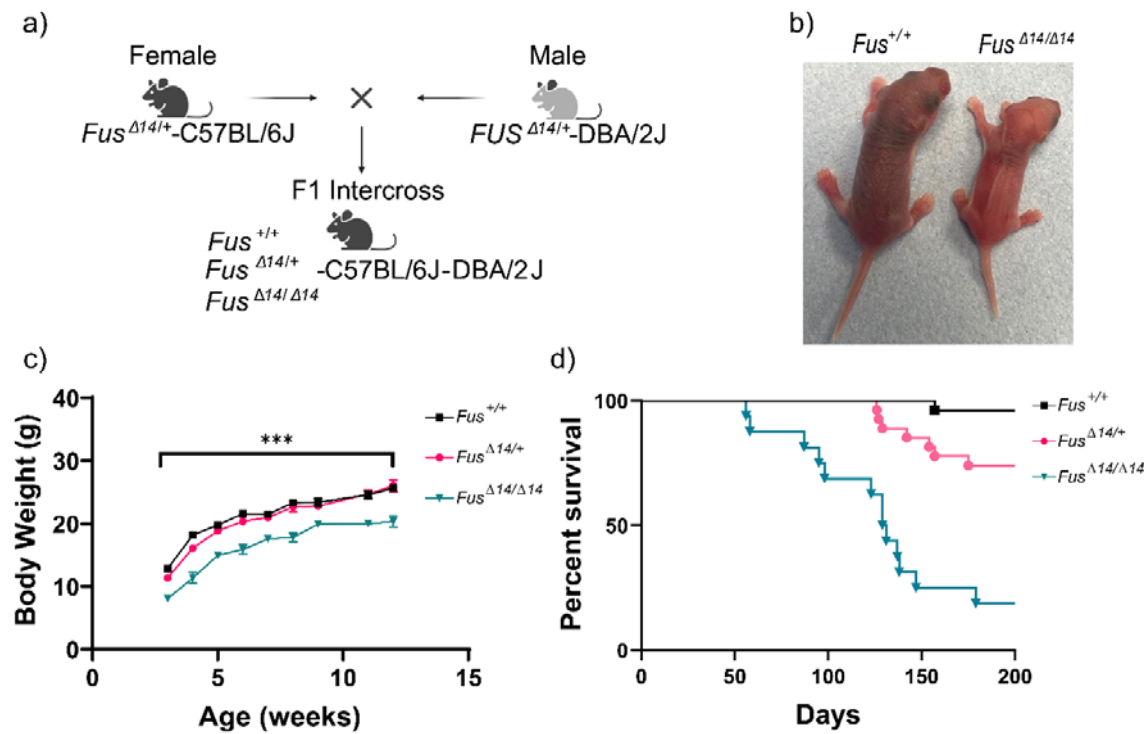 a)
Female
Male
Fus Δ14/+-C57BL/6J
×
FUS Δ14/+-DBA/2J
F1 Intercross
Fus +/+
Fus Δ14/+ -C57BL/6J-DBA/2J
Fus Δ14/Δ14
b)
Fus+/+ Fus Δ14/Δ14
c)
Body Weight (g)
40
30
20
10
0
0 5 10 15
Age (weeks)
***
Fus +/+
Fus Δ14/+
Fus Δ14/Δ14
d)
Percent survival
100
50
0
0 50 100 150 200
Days
Fus +/+
Fus Δ14/+
Fus Δ14/Δ14